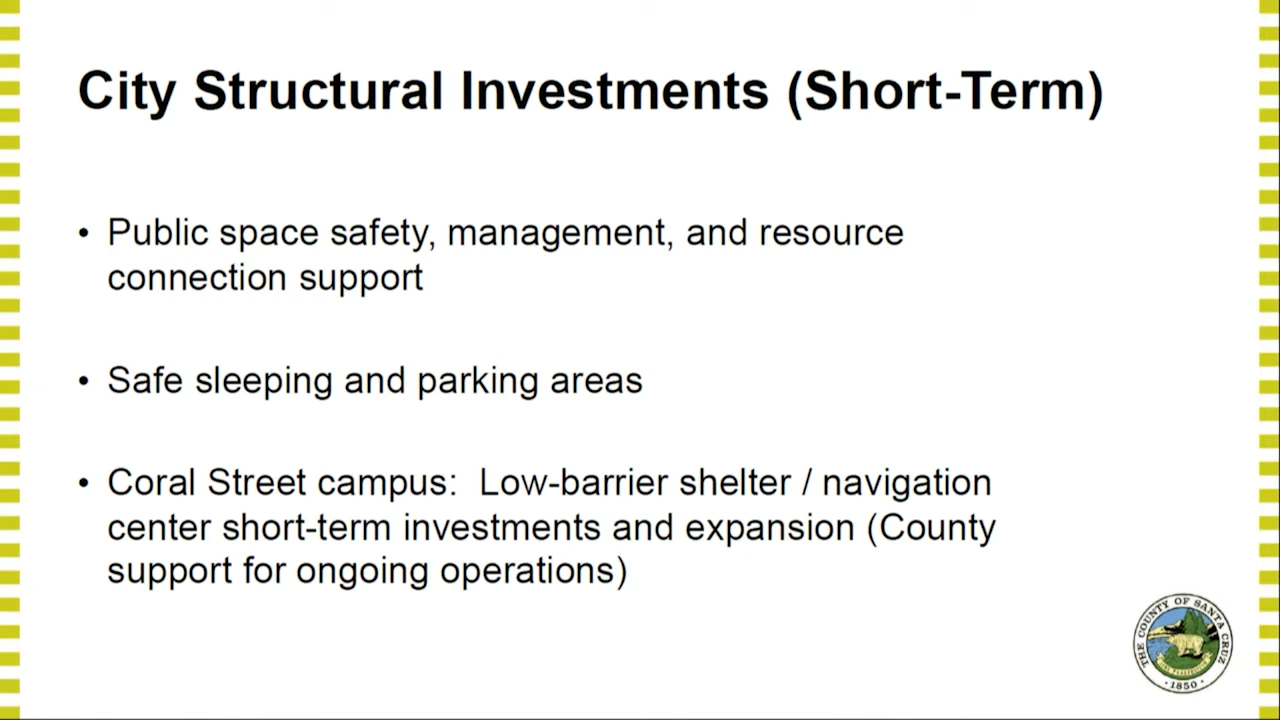 City Structural Investments (Short-Term)
• Public space safety, management, and resource
connection support
• Safe sleeping and parking areas
• Coral Street campus:  Low-barrier shelter / navigation
center short-term investments and expansion (County
support for ongoing operations)
THE COUNTY OF SANTA CRUZ
1850